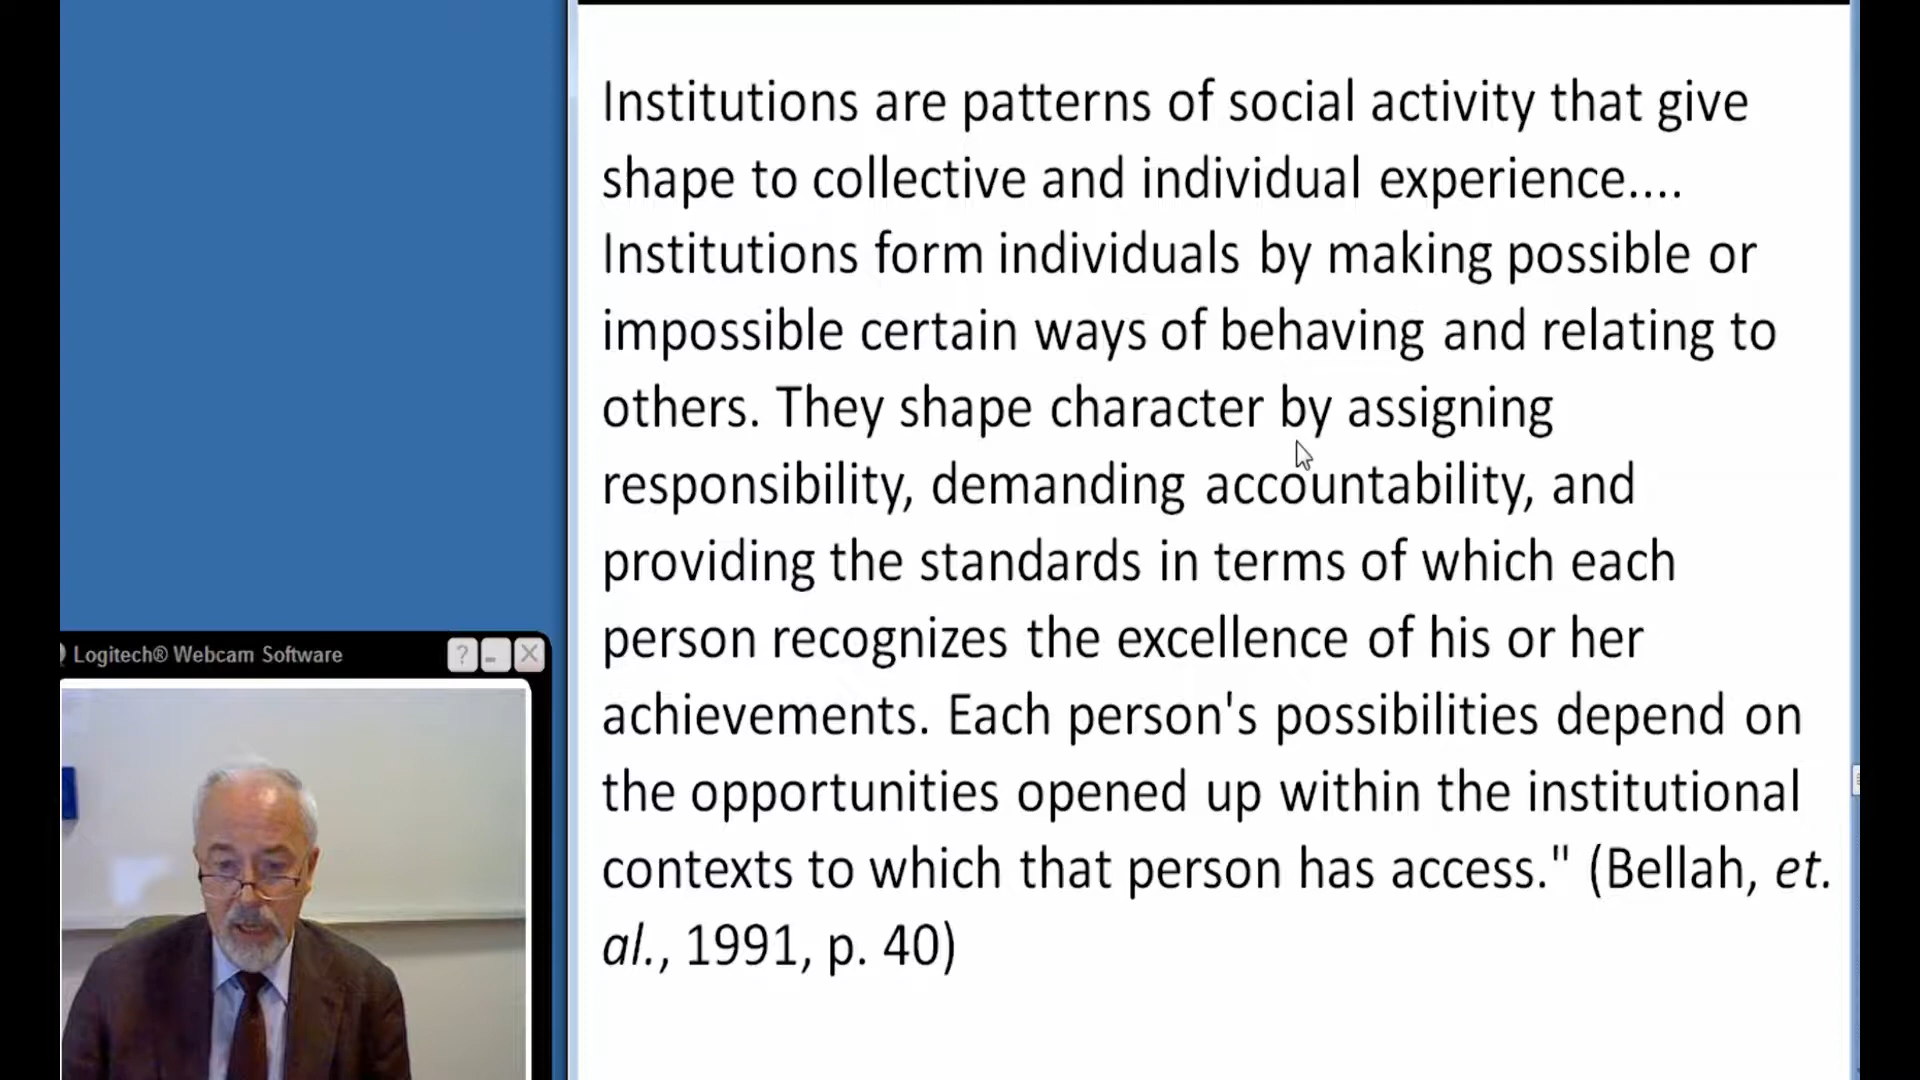 Institutions are patterns of social activity that give
shape to collective and individual experience....
Institutions form individuals by making possible or
impossible certain ways of behaving and relating to
others. They shape character by assigning
responsibility, demanding accountability, and
providing the standards in terms of which each
person recognizes the excellence of his or her
achievements. Each person's possibilities depend on
the opportunities opened up within the institutional
contexts to which that person has access." (Bellah, et.
al., 1991, p. 40)
Logitech® Webcam Software